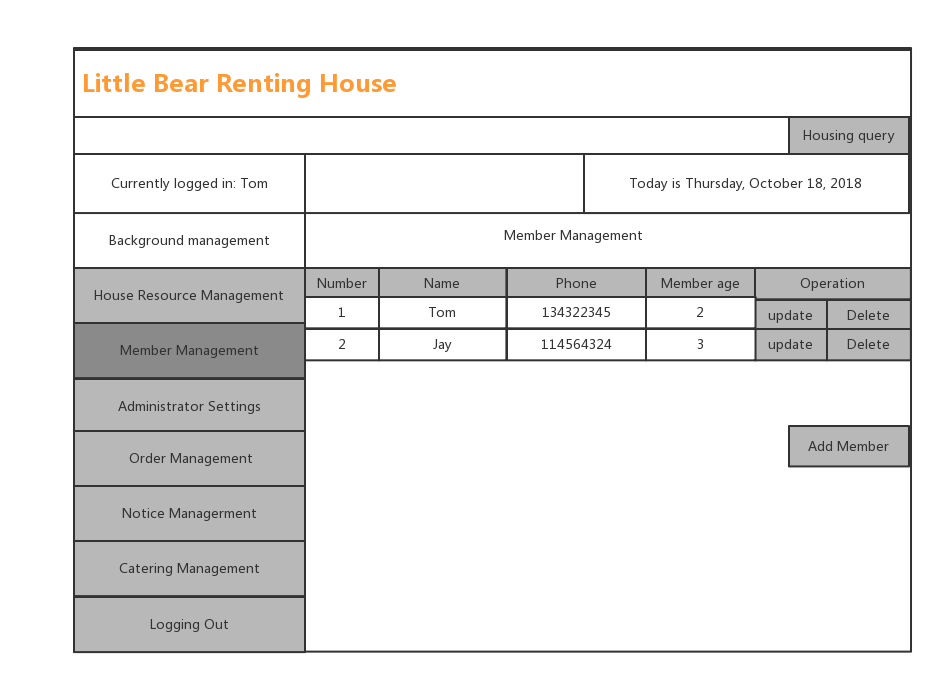 Little Bear Renting House
Housing query
Currently logged in: Tom
Today is Thursday, October 18, 2018
Background management
Member Management
House Resource Management
Member Management
Administrator Settings
Order Management
Notice Managerment
Catering Management
Logging Out
Number Name Phone Member age Operation
1 Tom 134322345 2 update Delete
2 Jay 114564324 3 update Delete
Add Member